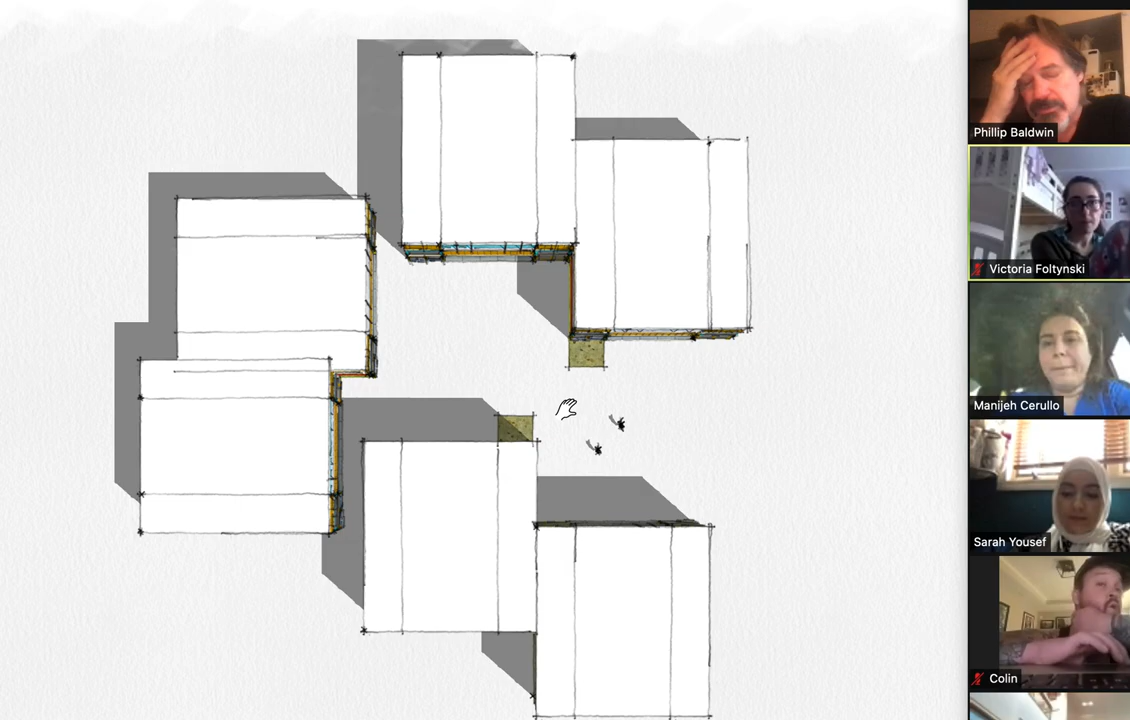 Phillip Baldwin
Victoria Foltynski
Manijeh Cerullo
Sarah Yousef
Colin